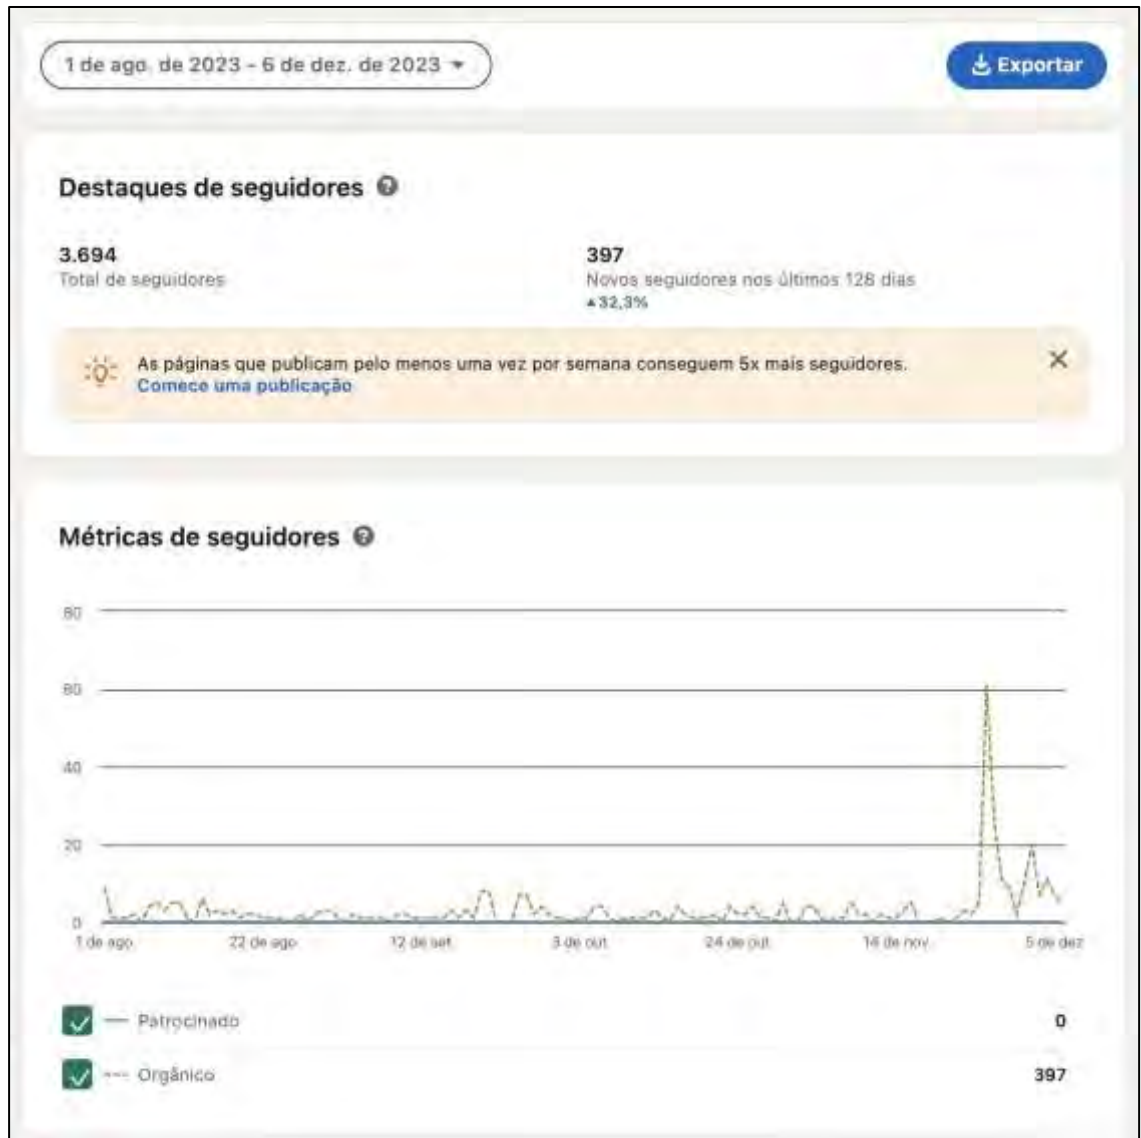 1 de ago. de 2023 - 6 de dez. de 2023
Exportar
Destaques de seguidores
3.694
397
Total de seguidores
Novos seguidores nos últimos 128 dias
▲32,3%
As páginas que publicam pelo menos uma vez por semana conseguem 5x mais seguidores.
Comece uma publicação
Métricas de seguidores
80
60
40
20
0
1 de ago
22 de ago
12 de set
3 de out
24 de out
14 de nov
5 de dez
Patrocinado
0
Orgânico
397